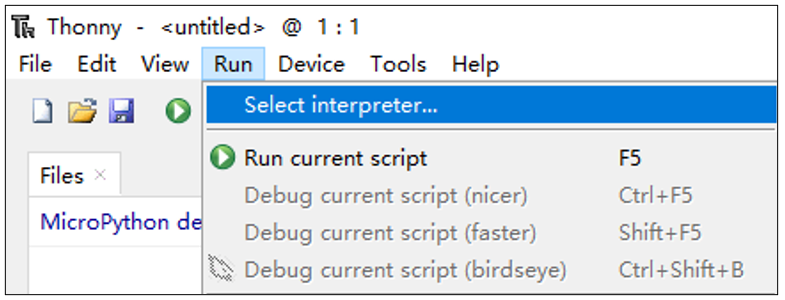 Thonny - <untitled> @ 1 : 1
File Edit View Run Device Tools Help
Select interpreter...
Run current script F5
Files ×
Debug current script (nicer) Ctrl+F5
MicroPython de
Debug current script (faster) Shift+F5
Debug current script (birdseye) Ctrl+Shift+B